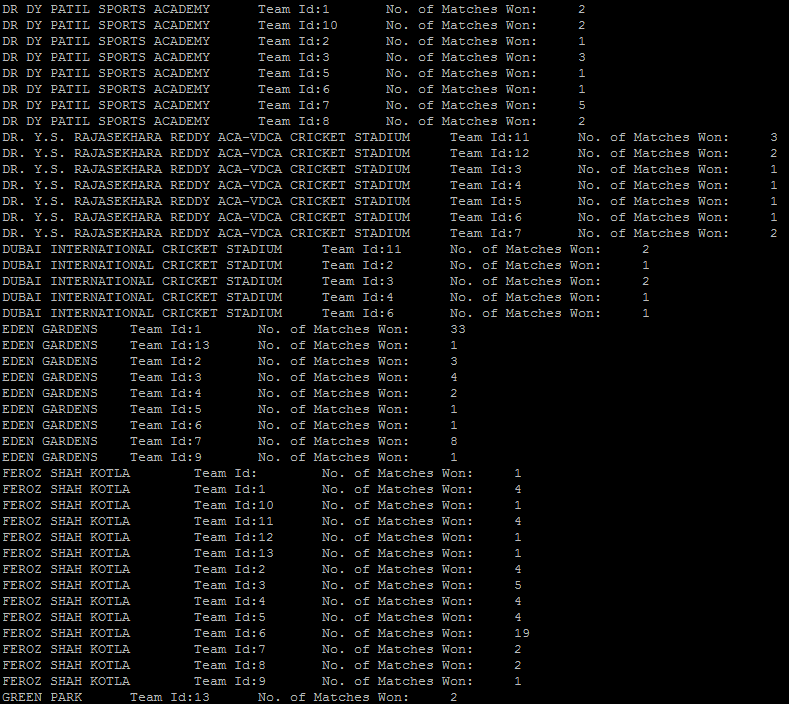 DR DY PATIL SPORTS ACADEMY Team Id:1 No. of Matches Won: 2
DR DY PATIL SPORTS ACADEMY Team Id:10 No. of Matches Won: 2
DR DY PATIL SPORTS ACADEMY Team Id:2 No. of Matches Won: 1
DR DY PATIL SPORTS ACADEMY Team Id:3 No. of Matches Won: 3
DR DY PATIL SPORTS ACADEMY Team Id:5 No. of Matches Won: 1
DR DY PATIL SPORTS ACADEMY Team Id:6 No. of Matches Won: 1
DR DY PATIL SPORTS ACADEMY Team Id:7 No. of Matches Won: 5
DR DY PATIL SPORTS ACADEMY Team Id:8 No. of Matches Won: 2
DR. Y.S. RAJASEKHARA REDDY ACA-VDCA CRICKET STADIUM Team Id:11 No. of Matches Won: 3
DR. Y.S. RAJASEKHARA REDDY ACA-VDCA CRICKET STADIUM Team Id:12 No. of Matches Won: 2
DR. Y.S. RAJASEKHARA REDDY ACA-VDCA CRICKET STADIUM Team Id:3 No. of Matches Won: 1
DR. Y.S. RAJASEKHARA REDDY ACA-VDCA CRICKET STADIUM Team Id:4 No. of Matches Won: 1
DR. Y.S. RAJASEKHARA REDDY ACA-VDCA CRICKET STADIUM Team Id:5 No. of Matches Won: 1
DR. Y.S. RAJASEKHARA REDDY ACA-VDCA CRICKET STADIUM Team Id:6 No. of Matches Won: 1
DR. Y.S. RAJASEKHARA REDDY ACA-VDCA CRICKET STADIUM Team Id:7 No. of Matches Won: 2
DUBAI INTERNATIONAL CRICKET STADIUM Team Id:11 No. of Matches Won: 2
DUBAI INTERNATIONAL CRICKET STADIUM Team Id:2 No. of Matches Won: 1
DUBAI INTERNATIONAL CRICKET STADIUM Team Id:3 No. of Matches Won: 2
DUBAI INTERNATIONAL CRICKET STADIUM Team Id:4 No. of Matches Won: 1
DUBAI INTERNATIONAL CRICKET STADIUM Team Id:6 No. of Matches Won: 1
EDEN GARDENS Team Id:1 No. of Matches Won: 33
EDEN GARDENS Team Id:13 No. of Matches Won: 1
EDEN GARDENS Team Id:2 No. of Matches Won: 3
EDEN GARDENS Team Id:3 No. of Matches Won: 4
EDEN GARDENS Team Id:4 No. of Matches Won: 2
EDEN GARDENS Team Id:5 No. of Matches Won: 1
EDEN GARDENS Team Id:6 No. of Matches Won: 1
EDEN GARDENS Team Id:7 No. of Matches Won: 8
EDEN GARDENS Team Id:9 No. of Matches Won: 1
FEROZ SHAH KOTLA Team Id: No. of Matches Won: 1
FEROZ SHAH KOTLA Team Id:1 No. of Matches Won: 4
FEROZ SHAH KOTLA Team Id:10 No. of Matches Won: 1
FEROZ SHAH KOTLA Team Id:11 No. of Matches Won: 4
FEROZ SHAH KOTLA Team Id:12 No. of Matches Won: 1
FEROZ SHAH KOTLA Team Id:13 No. of Matches Won: 1
FEROZ SHAH KOTLA Team Id:2 No. of Matches Won: 4
FEROZ SHAH KOTLA Team Id:3 No. of Matches Won: 5
FEROZ SHAH KOTLA Team Id:4 No. of Matches Won: 4
FEROZ SHAH KOTLA Team Id:5 No. of Matches Won: 4
FEROZ SHAH KOTLA Team Id:6 No. of Matches Won: 19
FEROZ SHAH KOTLA Team Id:7 No. of Matches Won: 2
FEROZ SHAH KOTLA Team Id:8 No. of Matches Won: 2
FEROZ SHAH KOTLA Team Id:9 No. of Matches Won: 1
GREEN PARK Team Id:13 No. of Matches Won: 2